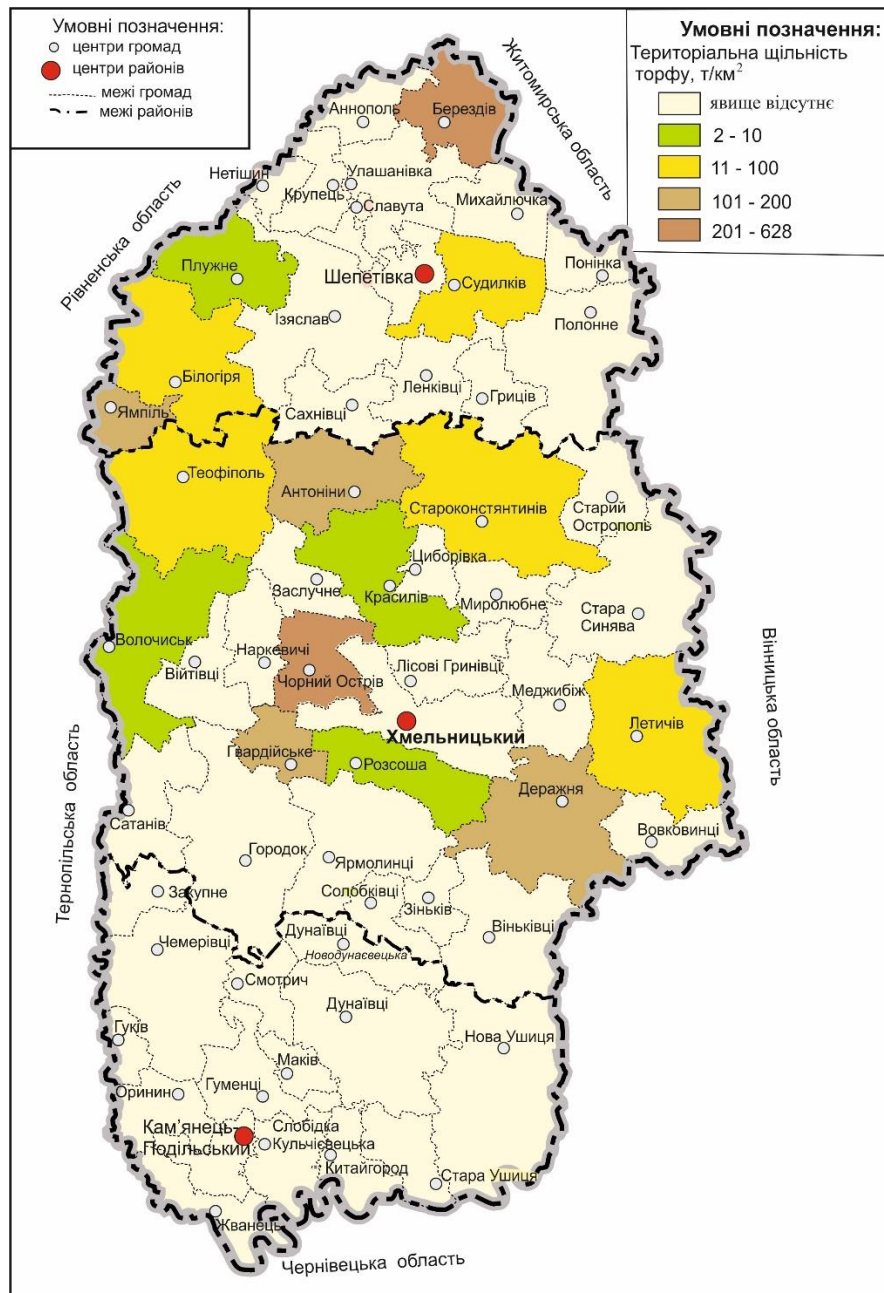 Умовні позначення:
центри громад
центри районів
межі громад
межі районів
Умовні позначення:
Територіальна щільність
торфу, т/км²
явище відсутнє
2 - 10
11 - 100
101 - 200
201 - 628
Житомирська область
Рівненська область
Вінницька область
Тернопільська область
Чернівецька область
Аннополь
Берездів
Нетішин
Улашанівка
Крупець
Славута
Михайлючка
Плужне
Шепетівка
Судилків
Понінка
Ізяслав
Полонне
Білогіря
Ленківці
Гриців
Ямпіль
Сахнівці
Теофіполь
Антоніни
Староконстянтинів
Старий
Острополь
Циборівка
Заслучне
Красилів
Миролюбне
Стара
Синява
Волочиськ
Війтівці
Наркевичі
Чорний Острів
Лісові Гринівці
Меджибіж
Летичів
Хмельницький
Гвардійське
Розсоша
Деражня
Сатанів
Вовковинці
Городок
Ярмолинці
Закупне
Солобківці
Зіньків
Віньківці
Чемерівці
Дунаївці
Новодунаєвецька
Смотрич
Дунаївці
Гуків
Нова Ушиця
Маків
Оринин
Гуменці
Кам’янець-
Подільський
Слобідка
Кульчієвецька
Китайгород
Стара Ушиця
Жванець